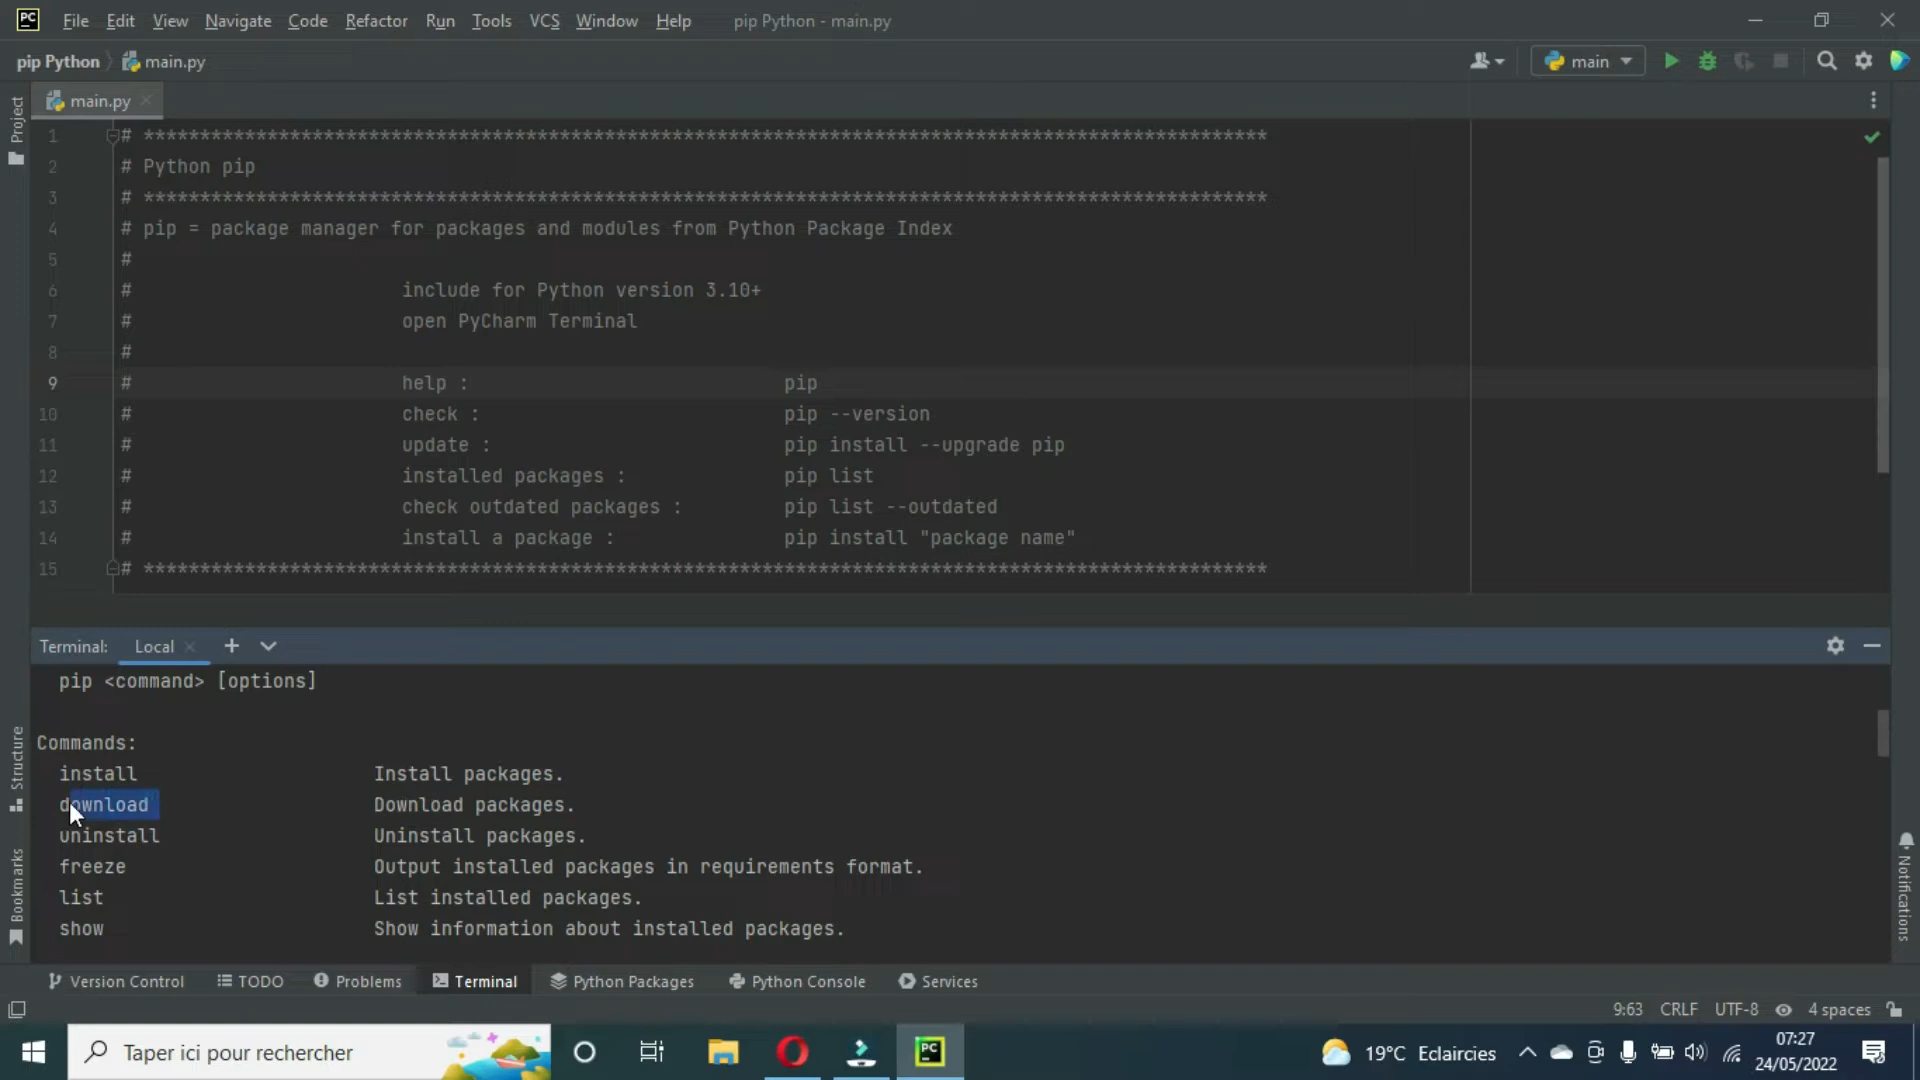 PC File Edit View Navigate Code Refactor Run Tools VCS Window Help pip Python - main.py
pip Python main.py main
Project
main.py
1 # ****************************************************************************************************
2 # Python pip
3 # ****************************************************************************************************
4 # pip = package manager for packages and modules from Python Package Index
5 #
6 # include for Python version 3.10+
7 # open PyCharm Terminal
8 #
9 # help : pip
10 # check : pip --version
11 # update : pip install --upgrade pip
12 # installed packages : pip list
13 # check outdated packages : pip list --outdated
14 # install a package : pip install "package name"
15 # ****************************************************************************************************
Terminal: Local
pip <command> [options]
Commands:
install Install packages.
download Download packages.
uninstall Uninstall packages.
freeze Output installed packages in requirements format.
list List installed packages.
show Show information about installed packages.
Structure
Bookmarks
Notifications
Version Control TODO Problems Terminal Python Packages Python Console Services
9:63 CRLF UTF-8 4 spaces
Taper ici pour rechercher PC 19°C Eclaircies 07:27
24/05/2022